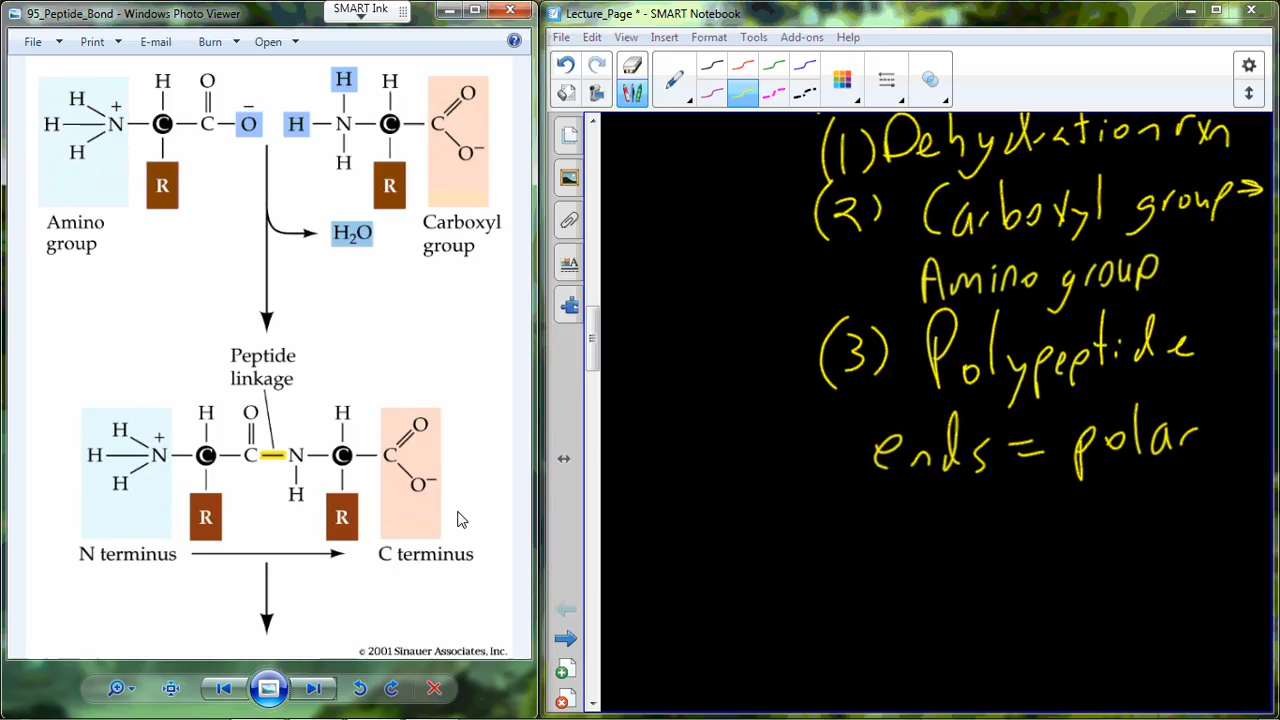 95_Peptide_Bond - Windows Photo Viewer
SMART Ink
Lecture_Page * - SMART Notebook
File Print E-mail Burn Open
File Edit View Insert Format Tools Add-ons Help
H O H H
H + − O
H N C C O H N C C
H H O−
R R
Amino group
H2O
Carboxyl group
Peptide linkage
H O H O
H +
H N C C N C C
H H O−
R R
N terminus C terminus
© 2001 Sinauer Associates, Inc.
(1) Dehydration rxn
(2) Carboxyl group →
Amino group
(3) Polypeptide
ends = polar